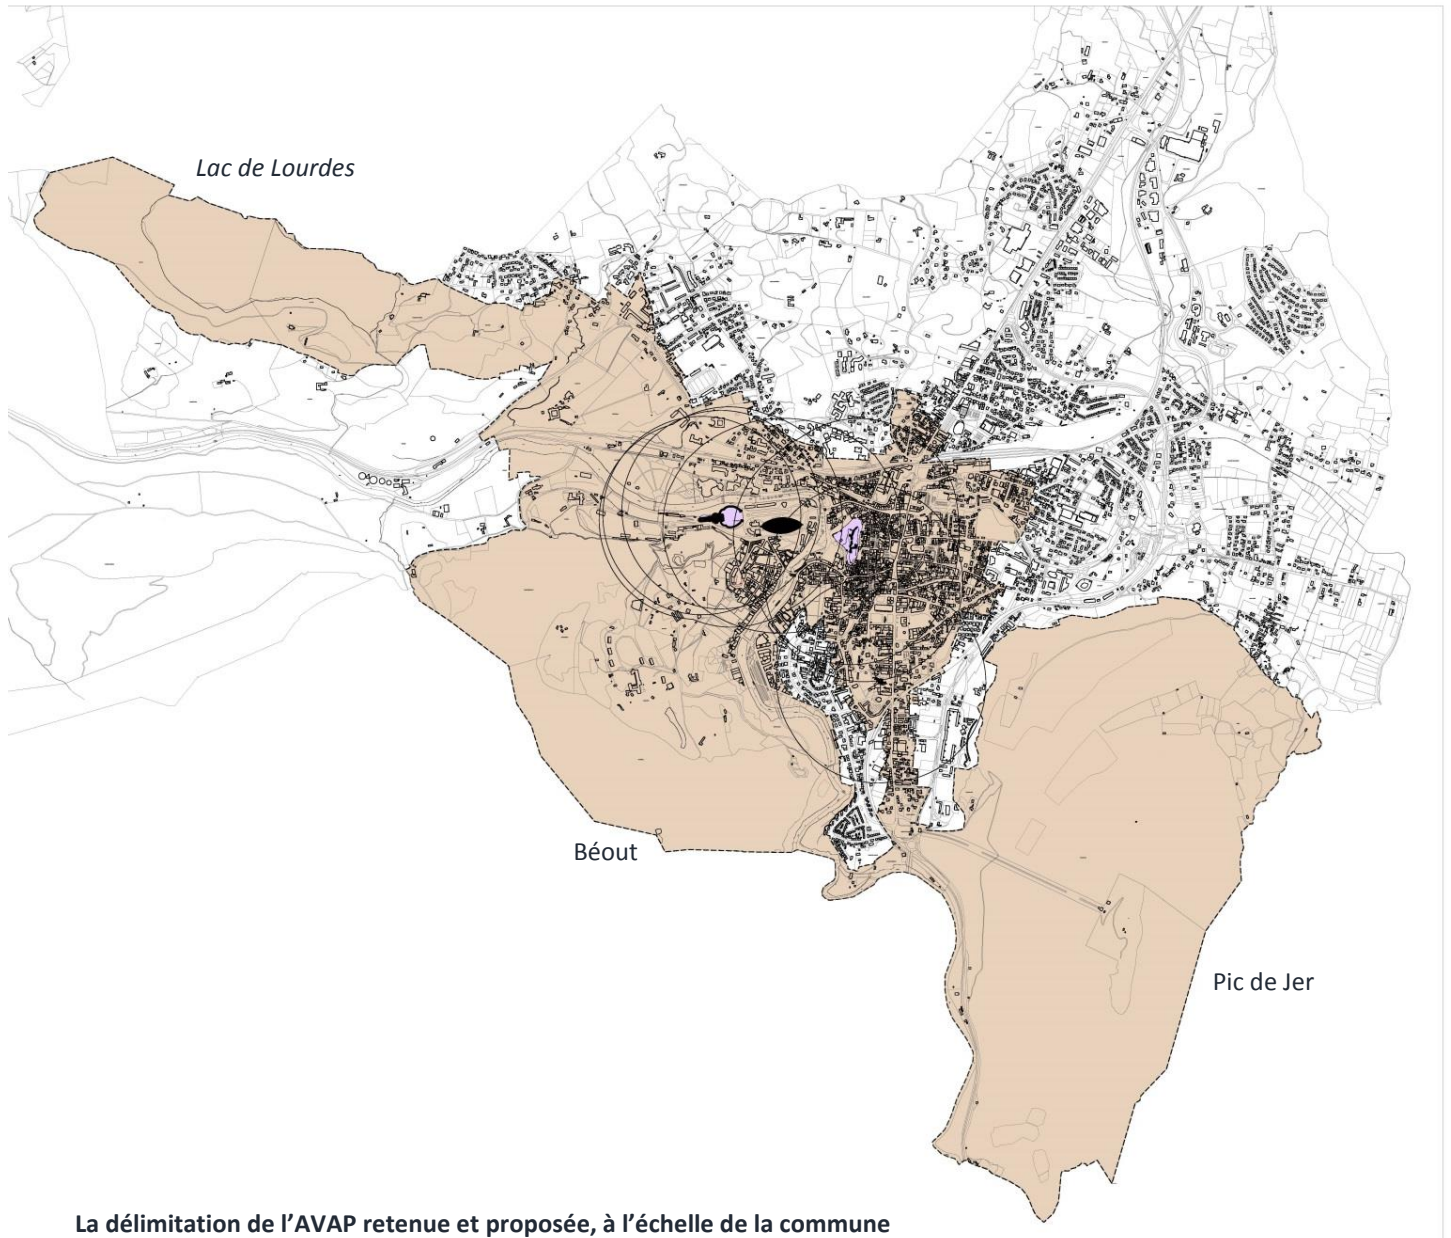 Lac de Lourdes
Béout
Pic de Jer
La délimitation de l'AVAP retenue et proposée, à l'échelle de la commune